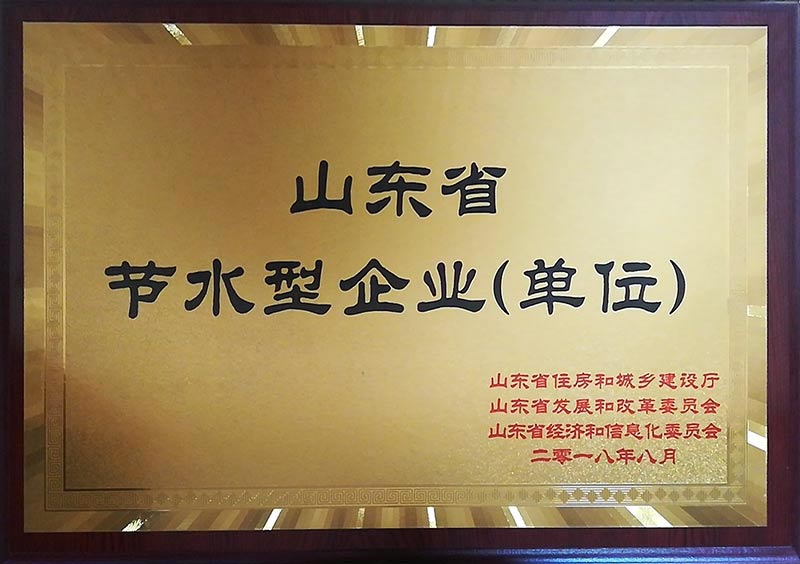 山东省
节水型企业(单位)
山东省住房和城乡建设厅
山东省发展和改革委员会
山东省经济和信息化委员会
二零一八年八月